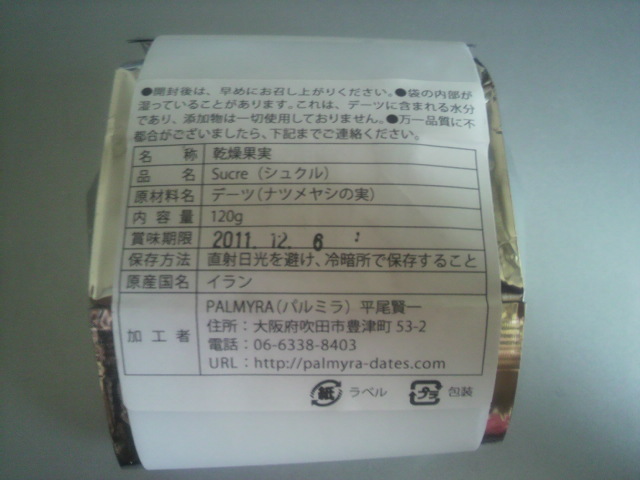 ●開封後は、早めにお召し上がりください。●袋の内部が
湿っていることがあります。これは、デーツに含まれる水分
であり、添加物は一切使用しておりません。●万一品質に不
都合がございましたら、下記までご連絡ください。
名 称 乾燥果実
品 名 Sucre（シュクル）
原材料名 デーツ（ナツメヤシの実）
内 容 量 120g
賞味期限 2011. 12. 6
保存方法 直射日光を避け、冷暗所で保存すること
原産国名 イラン
加 工 者 PALMYRA（パルミラ）平尾賢一
住所：大阪府吹田市豊津町 53-2
電話：06-6338-8403
URL：http://palmyra-dates.com
紙 ラベル プラ 包装